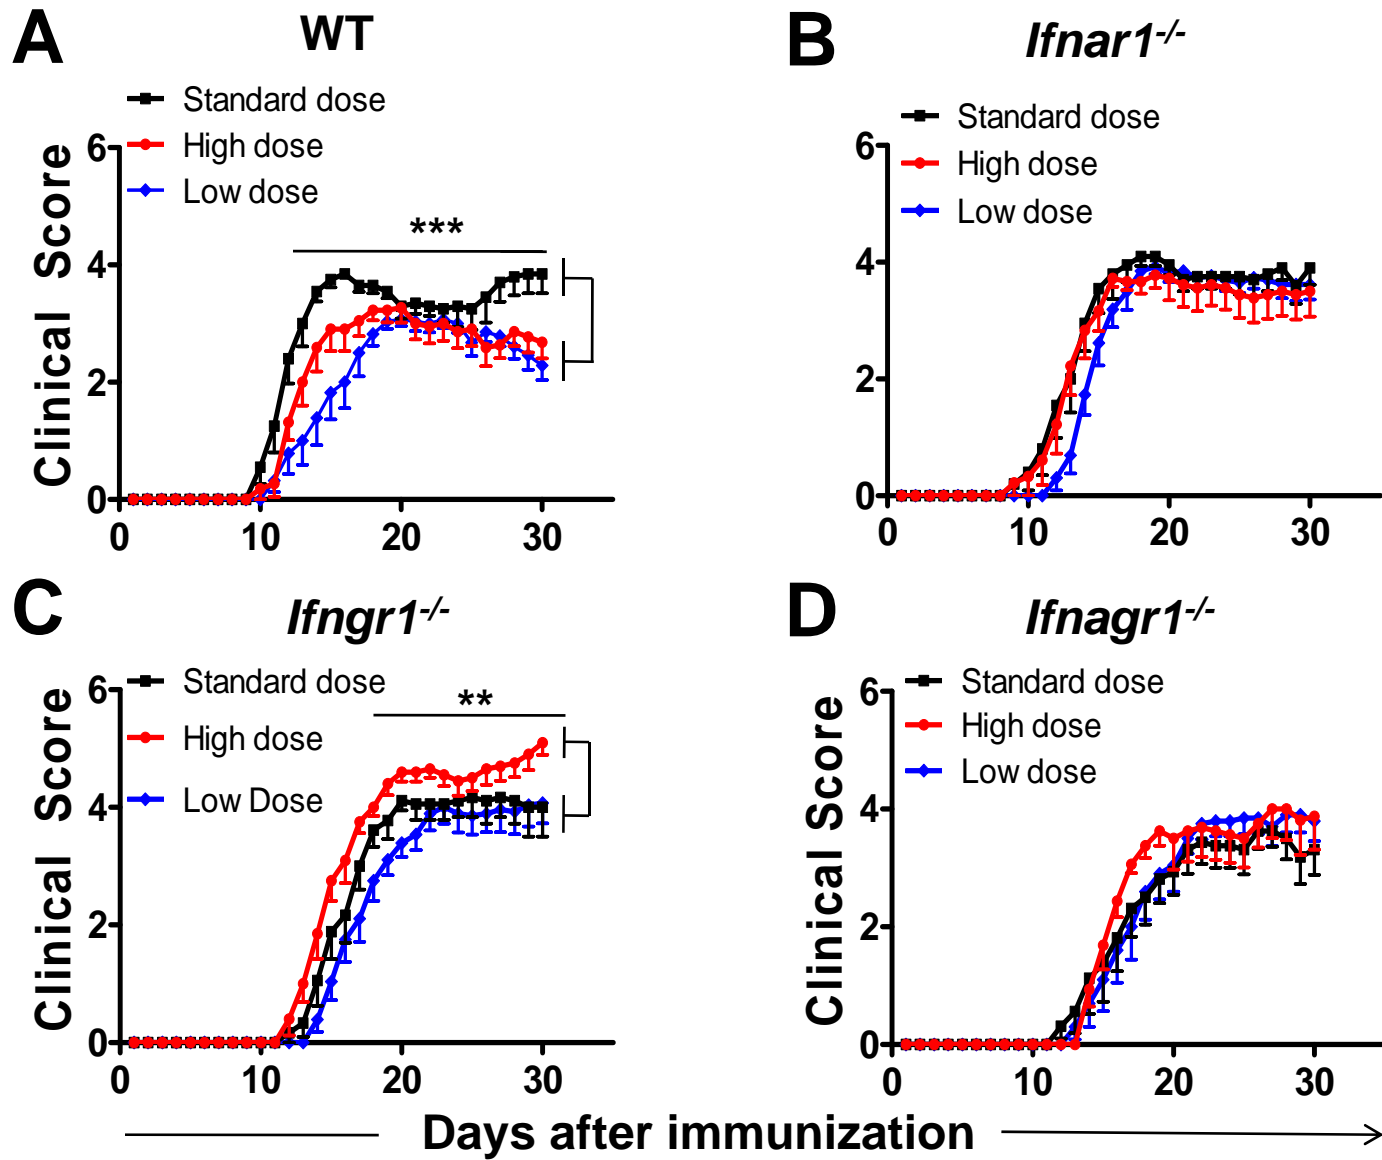 A
WT
Standard dose
High dose
Low dose
***
Clinical Score
6
4
2
0
0 10 20 30
B
Ifnar1-/-
Standard dose
High dose
Low dose
6
4
2
0
0 10 20 30
C
Ifngr1-/-
Standard dose
High dose
Low Dose
**
Clinical Score
6
4
2
0
0 10 20 30
D
Ifnagr1-/-
Standard dose
High dose
Low dose
Clinical Score
6
4
2
0
0 10 20 30
Days after immunization